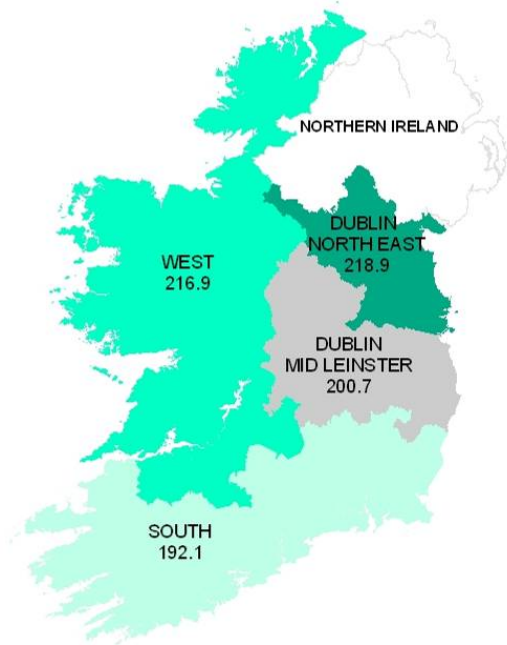 NORTHERN IRELAND
DUBLIN
NORTH EAST
218.9
WEST
216.9
DUBLIN
MID LEINSTER
200.7
SOUTH
192.1